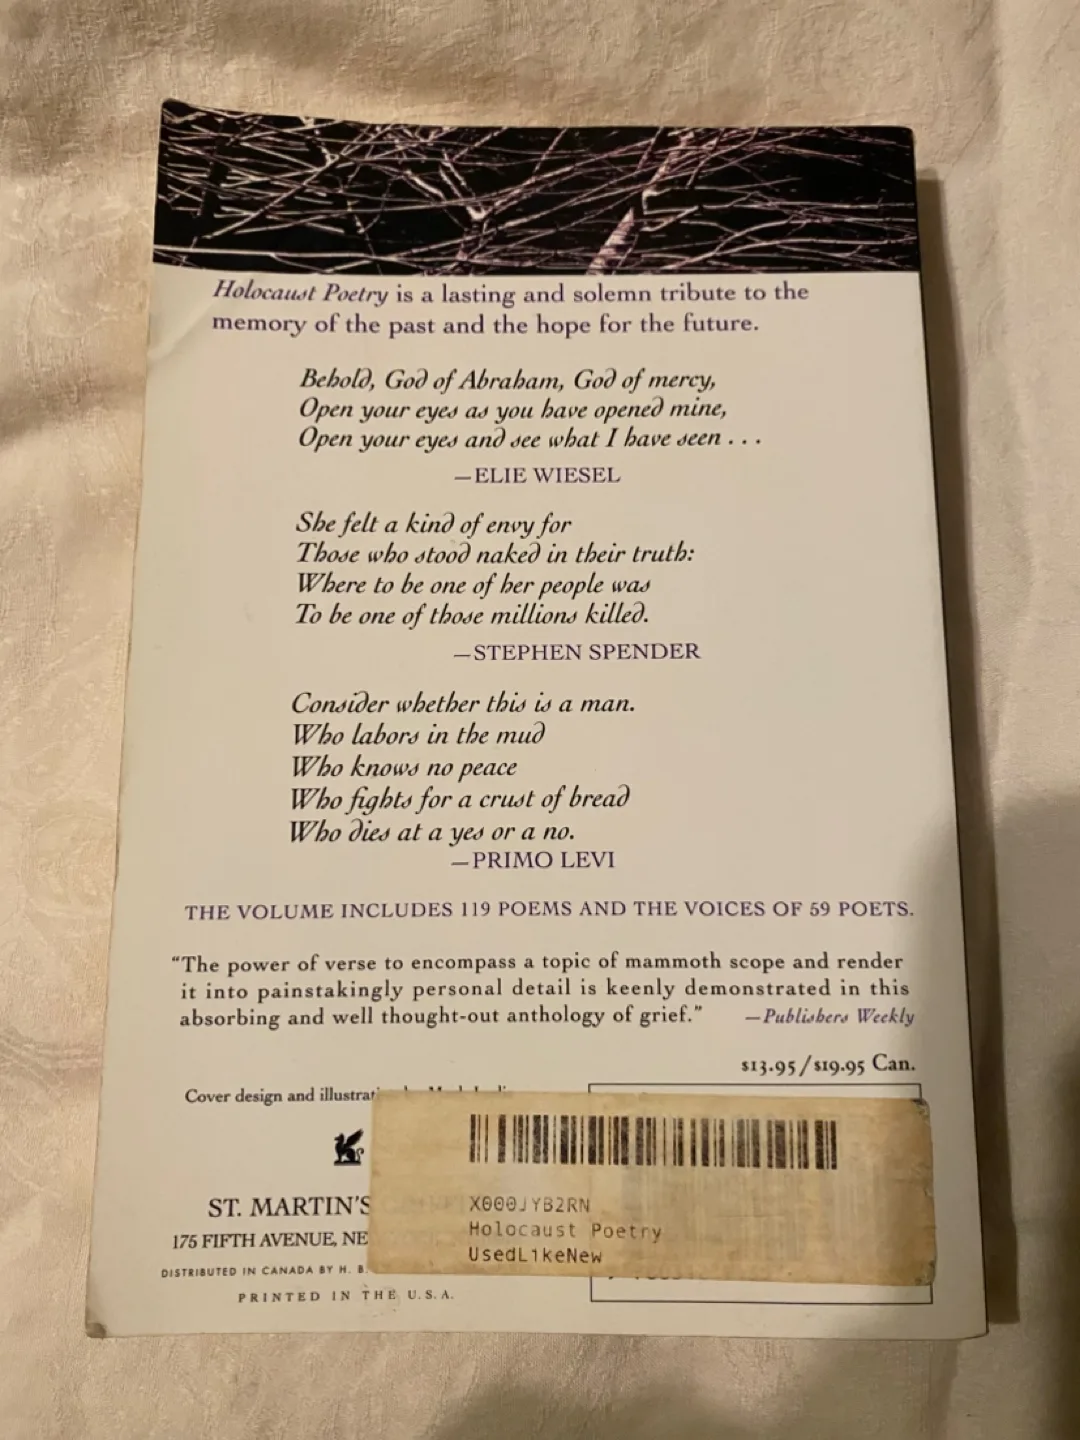 Holocaust Poetry is a lasting and solemn tribute to the
memory of the past and the hope for the future.
Behold, God of Abraham, God of mercy,
Open your eyes as you have opened mine,
Open your eyes and see what I have seen . . .
—ELIE WIESEL
She felt a kind of envy for
Those who stood naked in their truth:
Where to be one of her people was
To be one of those millions killed.
—STEPHEN SPENDER
Consider whether this is a man.
Who labors in the mud
Who knows no peace
Who fights for a crust of bread
Who dies at a yes or a no.
—PRIMO LEVI
THE VOLUME INCLUDES 119 POEMS AND THE VOICES OF 59 POETS.
“The power of verse to encompass a topic of mammoth scope and render
it into painstakingly personal detail is keenly demonstrated in this
absorbing and well thought-out anthology of grief.” —Publishers Weekly
$13.95/$19.95 Can.
Cover design and
ST. MARTIN'S
175 FIFTH AVENUE,
DISTRIBUTED IN CANADA BY H. B.
PRINTED IN THE U.S.A.
X000JYB2RN
Holocaust Poetry
UsedLikeNew